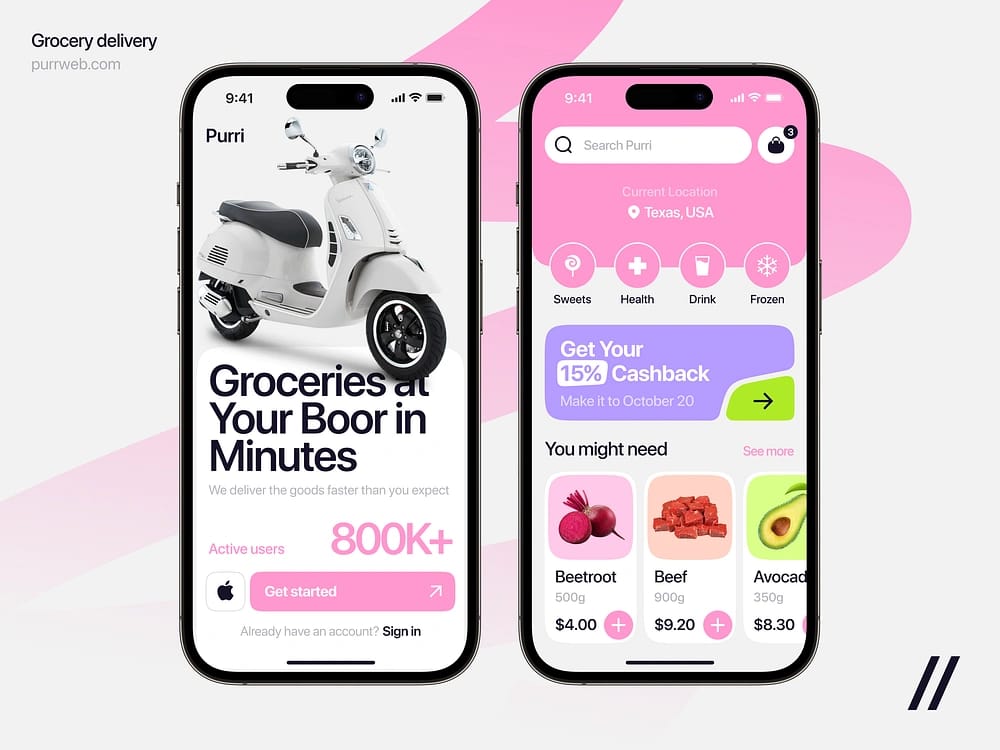 Grocery delivery
purrweb.com
9:41
Purri
Groceries at
Your Boor in
Minutes
We deliver the goods faster than you expect
Active users
800K+
Get started
Already have an account? Sign in
9:41
Search Purri
3
Current Location
Texas, USA
Sweets
Health
Drink
Frozen
Get Your
15% Cashback
Make it to October 20
You might need
See more
Beetroot
500g
$4.00
Beef
900g
$9.20
Avocad
350g
$8.30